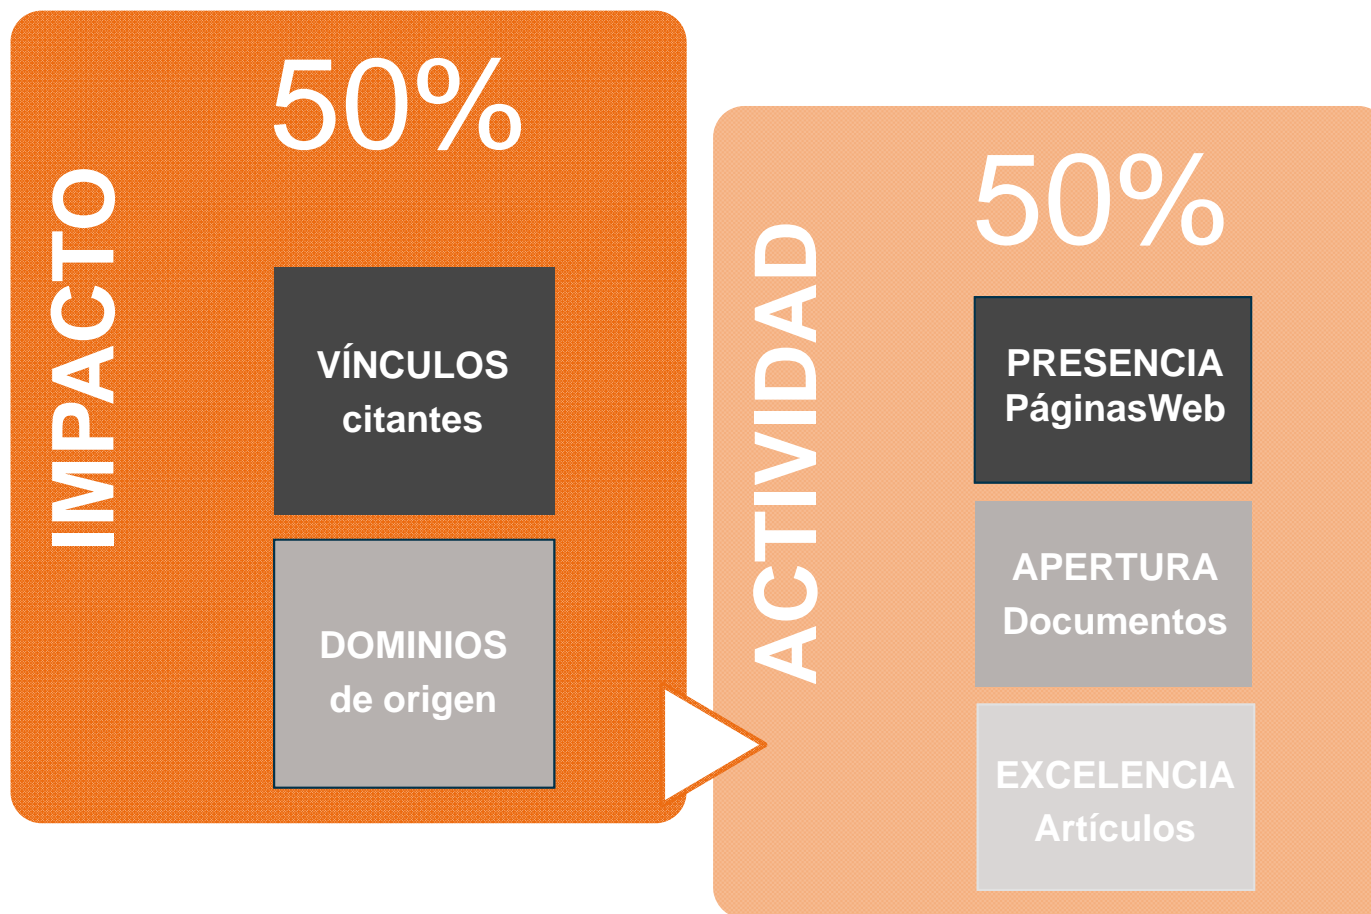 IMPACTO
50%
VÍNCULOS
citantes
DOMINIOS
de origen
ACTIVIDAD
50%
PRESENCIA
PáginasWeb
APERTURA
Documentos
EXCELENCIA
Artículos